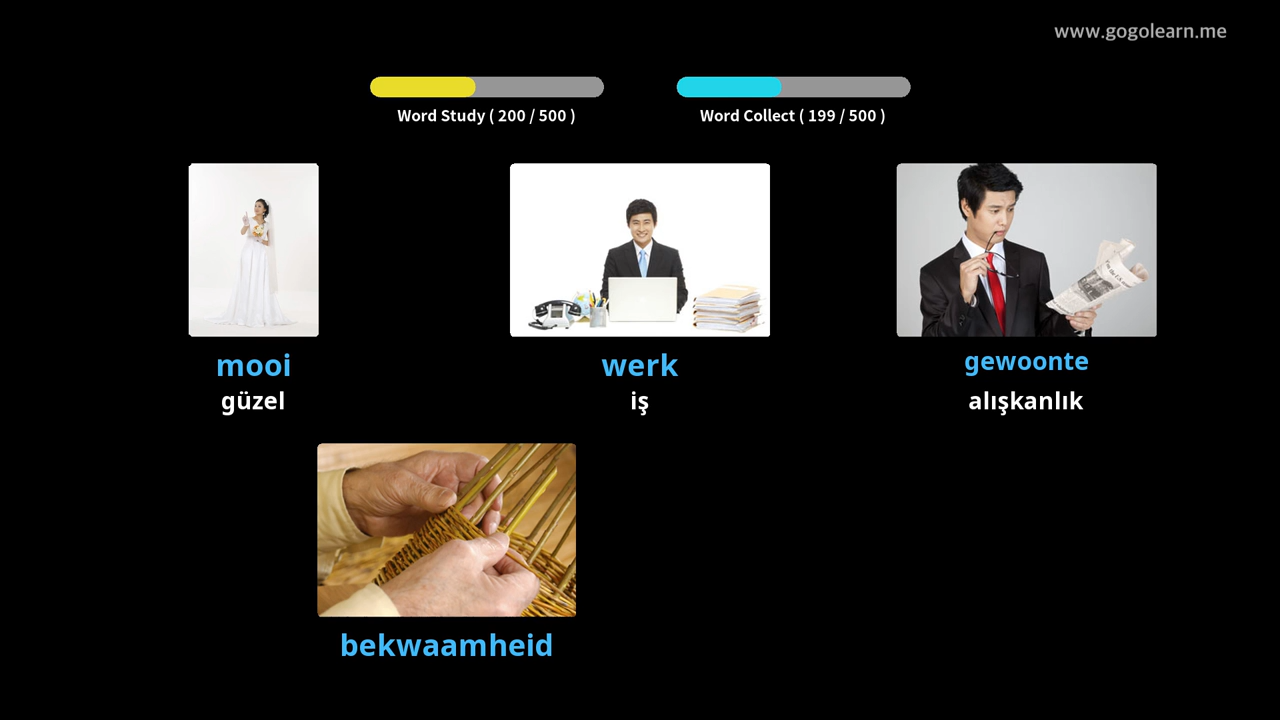 www.gogolearn.me
Word Study ( 200 / 500 )
Word Collect ( 199 / 500 )
mooi
güzel
werk
iş
gewoonte
alışkanlık
bekwaamheid